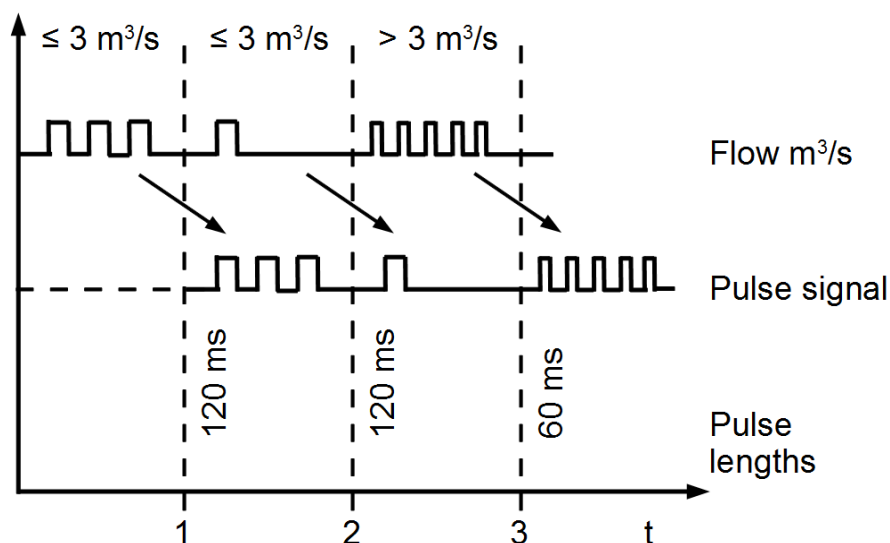 ≤ 3 m³/s ≤ 3 m³/s > 3 m³/s
Flow m³/s
Pulse signal
120 ms
120 ms
60 ms
Pulse
lengths
1 2 3 t